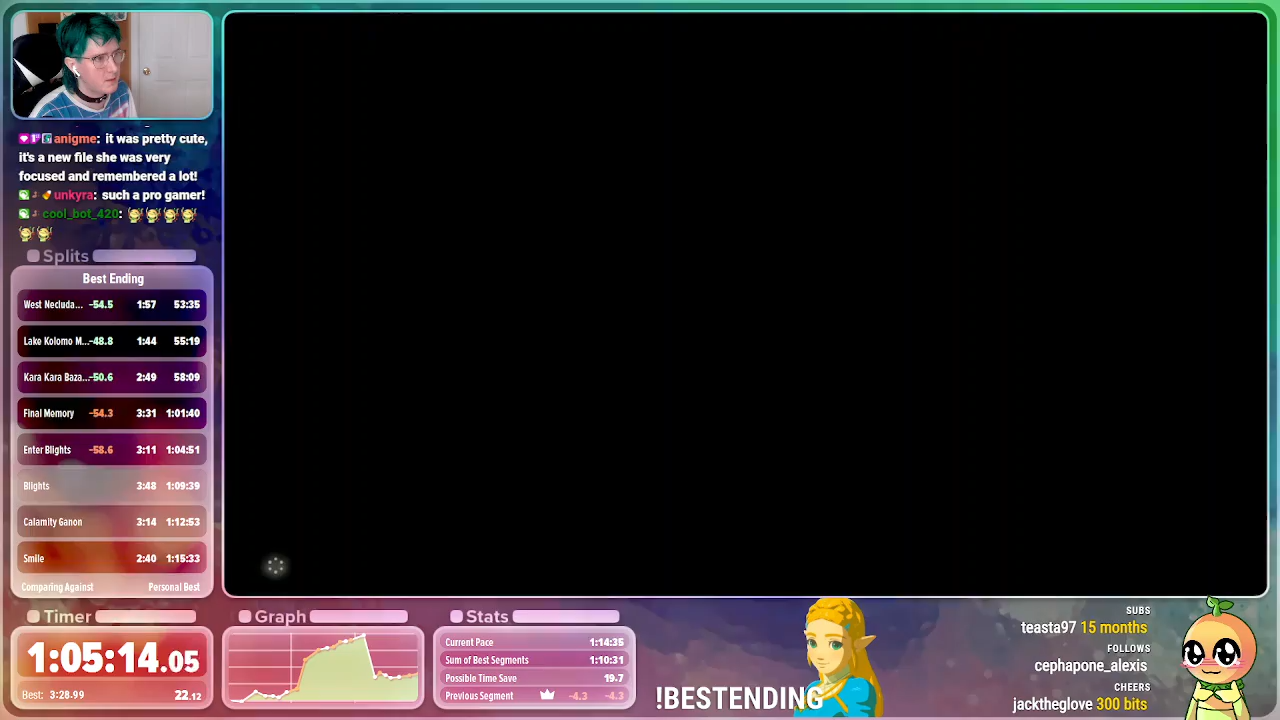 anigme: it was pretty cute,
it's a new file she was very
focused and remembered a lot!
unkyra: such a pro gamer!
cool_bot_420:
Splits
Best Ending
West Necluda... -54.5 1:57 53:35
Lake Kolomo M... -48.8 1:44 55:19
Kara Kara Baza... -50.6 2:49 58:09
Final Memory -54.3 3:31 1:01:40
Enter Blights -58.6 3:11 1:04:51
Blights 3:48 1:09:39
Calamity Ganon 3:14 1:12:53
Smile 2:40 1:15:33
Comparing Against Personal Best
Timer
1:05:14.05
Best: 3:28.99 22.12
Graph
Stats
Current Pace 1:14:35
Sum of Best Segments 1:10:31
Possible Time Save 19.7
Previous Segment -4.3 -4.3
!BESTENDING
SUBS
teasta97 15 months
FOLLOWS
cephapone_alexis
CHEERS
jacktheglove 300 bits